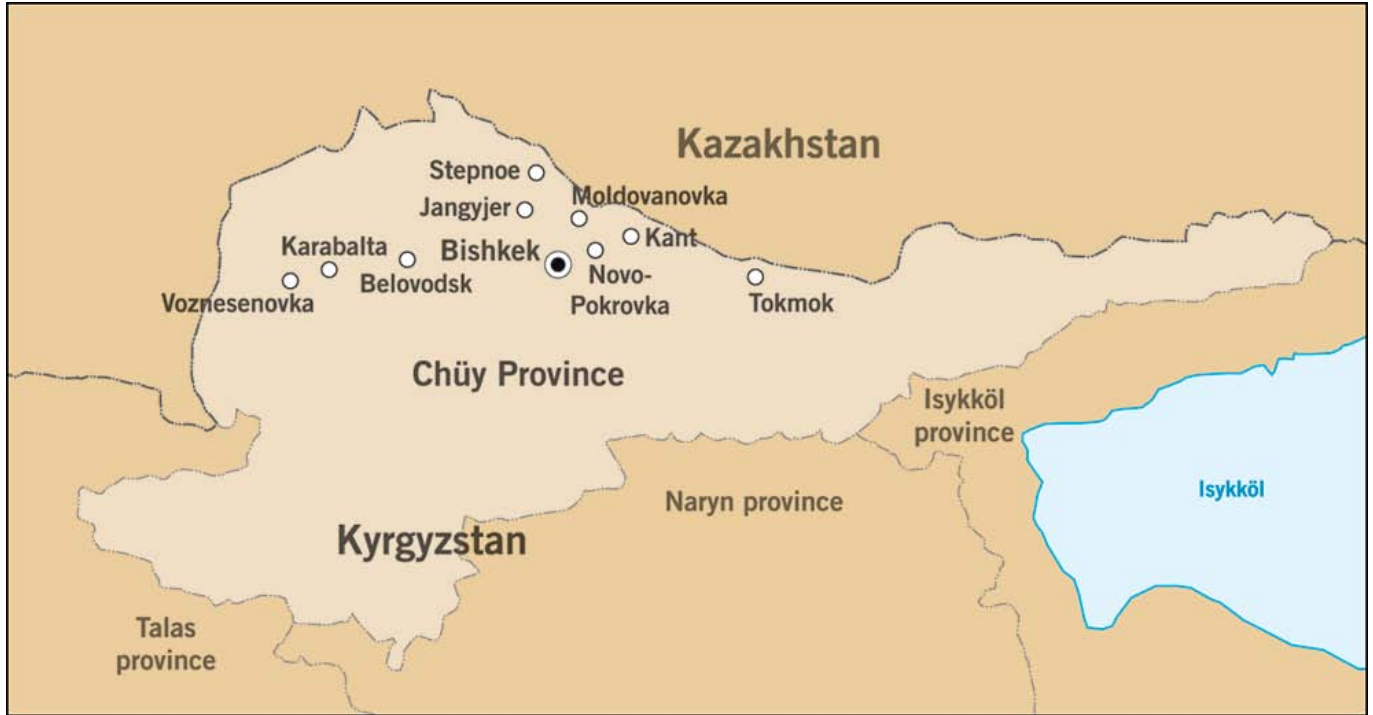 Kazakhstan
Stepnoe
Moldovanovka
Jangyjer
Kant
Karabalta
Bishkek
Belovodsk
Novo-
Pokrovka
Voznesenovka
Tokmok
Chüy Province
Isykköl
province
Isykköl
Naryn province
Kyrgyzstan
Talas
province